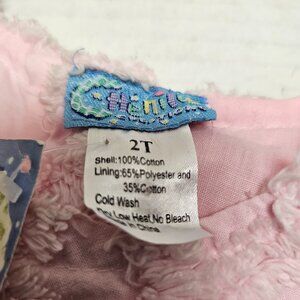 2T
Shell:100%Cotton
Lining:65%Polyester and
35%Cotton
Cold Wash
Low Heat.No Bleach
in China